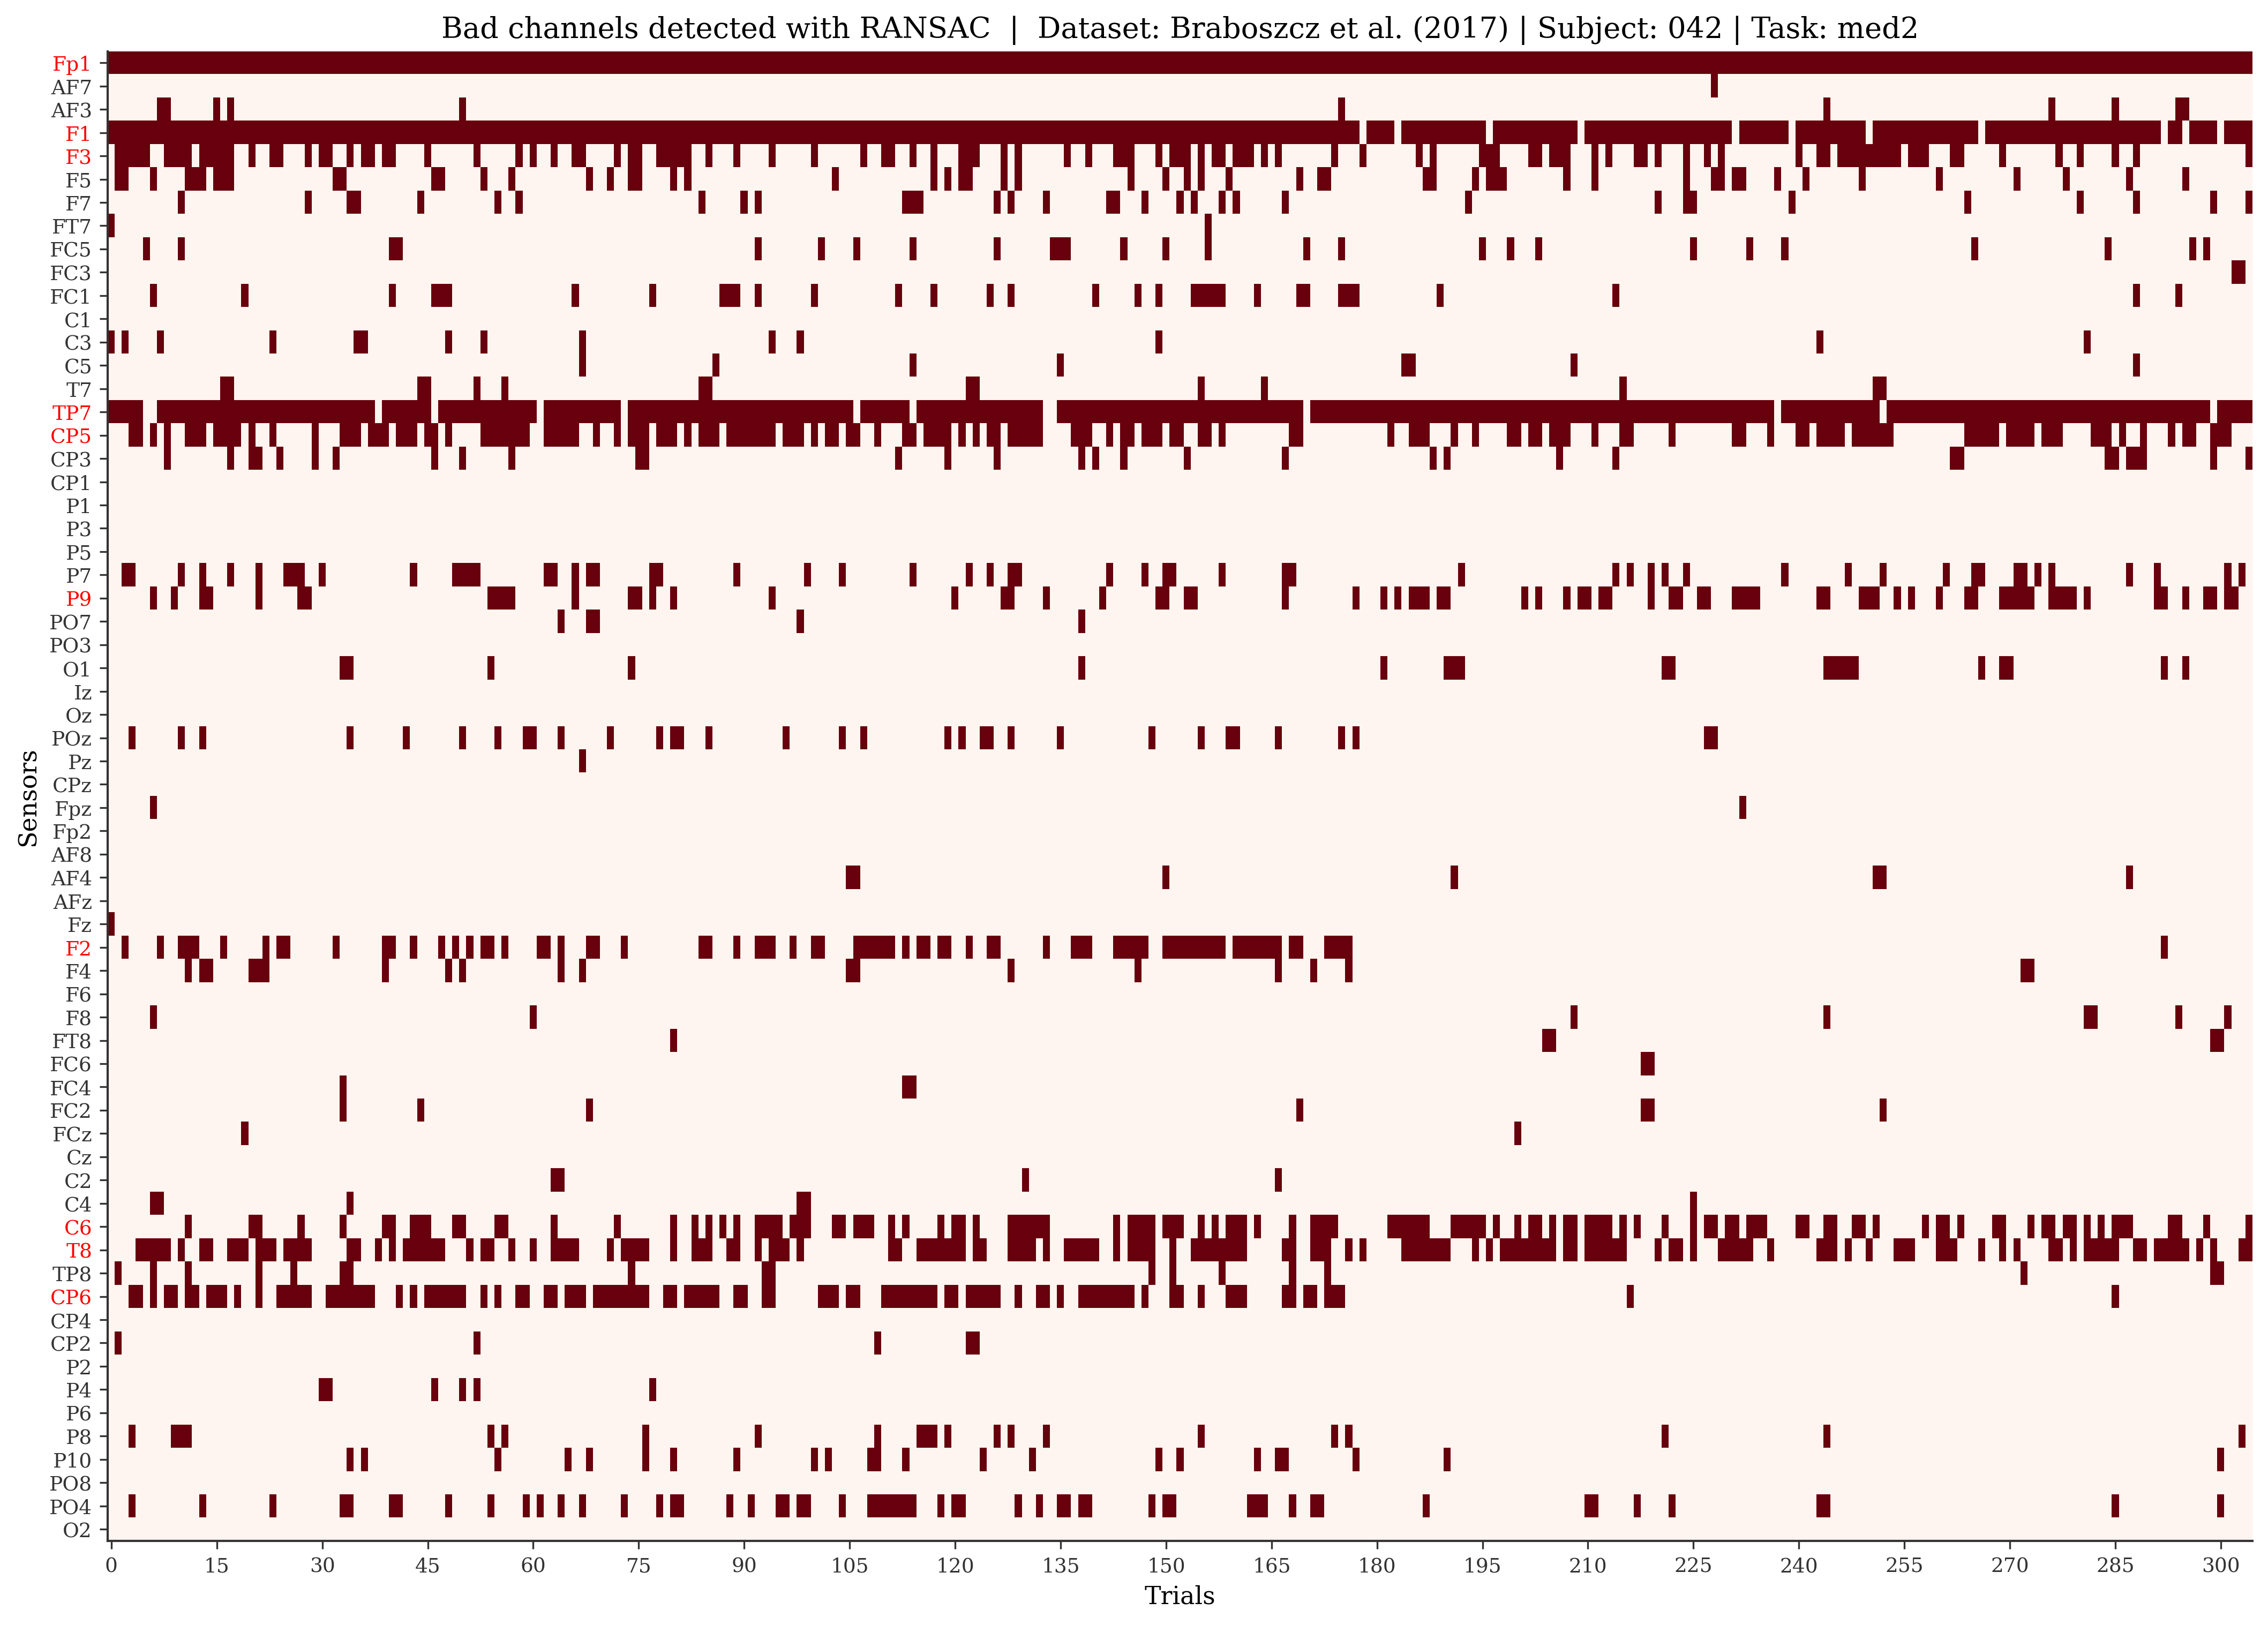 Bad channels detected with RANSAC | Dataset: Braboszcz et al. (2017) | Subject: 042 | Task: med2
Sensors
Fp1
AF7
AF3
F1
F3
F5
F7
FT7
FC5
FC3
FC1
C1
C3
C5
T7
TP7
CP5
CP3
CP1
P1
P3
P5
P7
P9
PO7
PO3
O1
Iz
Oz
POz
Pz
CPz
Fpz
Fp2
AF8
AF4
AFz
Fz
F2
F4
F6
F8
FT8
FC6
FC4
FC2
FCz
Cz
C2
C4
C6
T8
TP8
CP6
CP4
CP2
P2
P4
P6
P8
P10
PO8
PO4
O2
0 15 30 45 60 75 90 105 120 135 150 165 180 195 210 225 240 255 270 285 300
Trials